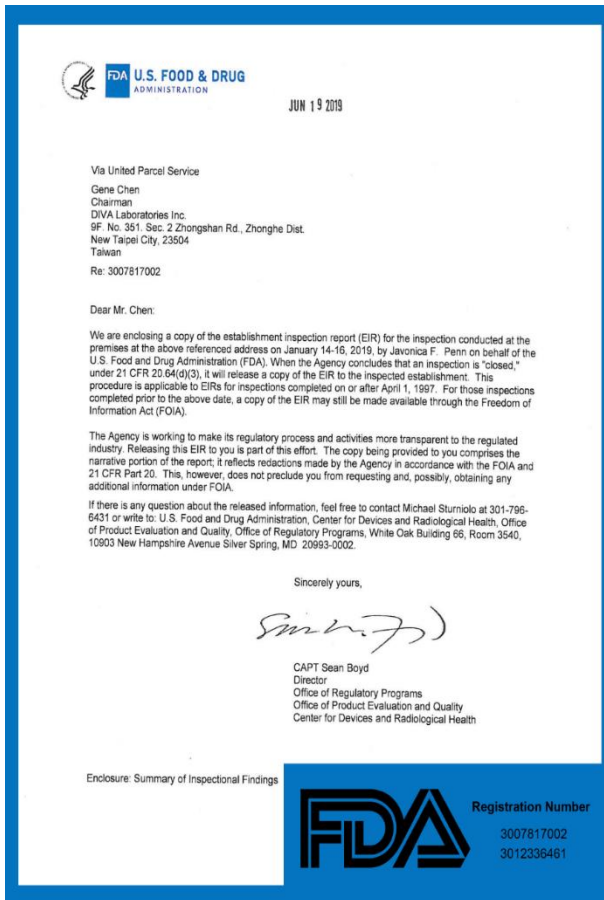 FDA U.S. FOOD & DRUG
ADMINISTRATION
JUN 19 2019
Via United Parcel Service
Gene Chen
Chairman
DIVA Laboratories Inc.
9F. No. 351. Sec. 2 Zhongshan Rd., Zhonghe Dist.
New Taipei City, 23504
Taiwan
Re: 3007817002
Dear Mr. Chen:
We are enclosing a copy of the establishment inspection report (EIR) for the inspection conducted at the
premises at the above referenced address on January 14-16, 2019, by Javonica F. Penn on behalf of the
U.S. Food and Drug Administration (FDA). When the Agency concludes that an inspection is "closed,"
under 21 CFR 20.64(d)(3), it will release a copy of the EIR to the inspected establishment. This
procedure is applicable to EIRs for inspections completed on or after April 1, 1997. For those inspections
completed prior to the above date, a copy of the EIR may still be made available through the Freedom of
Information Act (FOIA).
The Agency is working to make its regulatory process and activities more transparent to the regulated
industry. Releasing this EIR to you is part of this effort. The copy being provided to you comprises the
narrative portion of the report; it reflects redactions made by the Agency in accordance with the FOIA and
21 CFR Part 20. This, however, does not preclude you from requesting and, possibly, obtaining any
additional information under FOIA.
If there is any question about the released information, feel free to contact Michael Sturniolo at 301-796-
6431 or write to: U.S. Food and Drug Administration, Center for Devices and Radiological Health, Office
of Product Evaluation and Quality, Office of Regulatory Programs, White Oak Building 66, Room 3540,
10903 New Hampshire Avenue Silver Spring, MD 20993-0002.
Sincerely yours,
CAPT Sean Boyd
Director
Office of Regulatory Programs
Office of Product Evaluation and Quality
Center for Devices and Radiological Health
Enclosure: Summary of Inspectional Findings
FDA
Registration Number
3007817002
3012336461